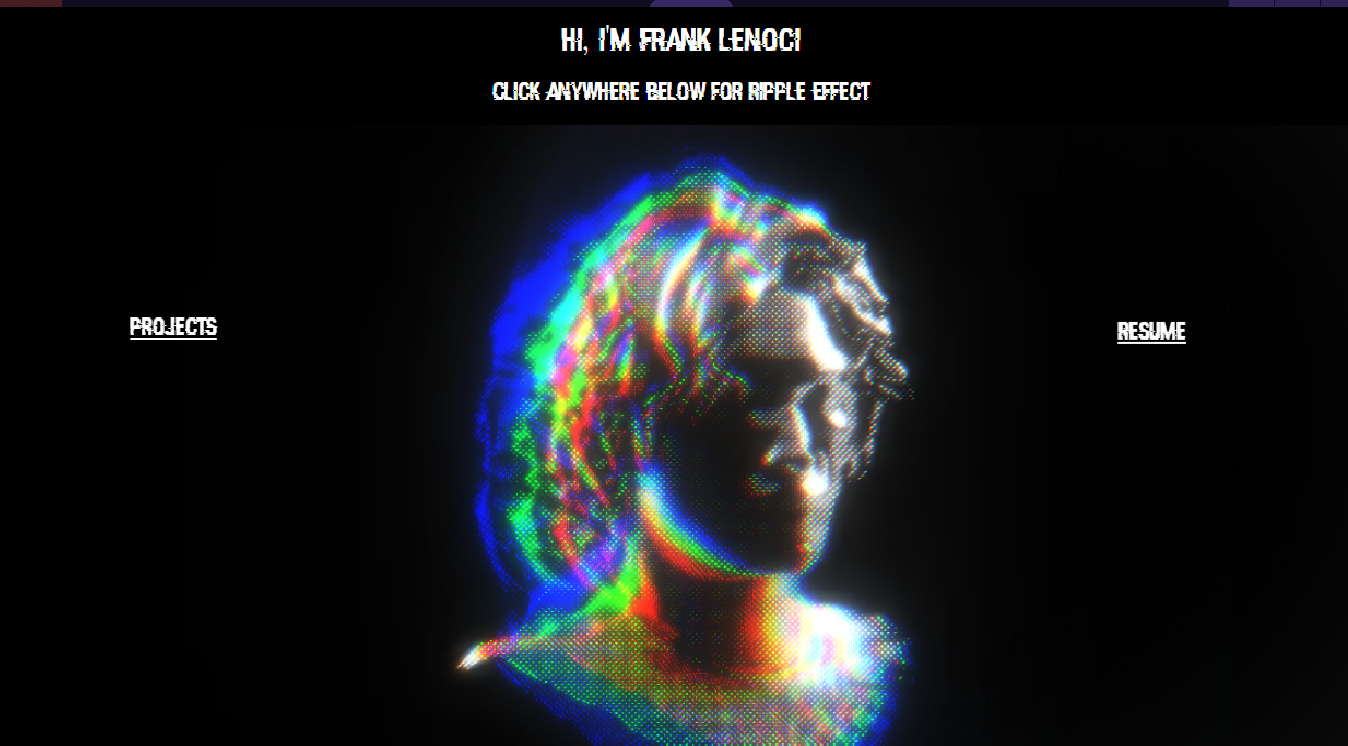 HI, I'M FRANK LENOCI
CLICK ANYWHERE BELOW FOR RIPPLE EFFECT
PROJECTS
RESUME